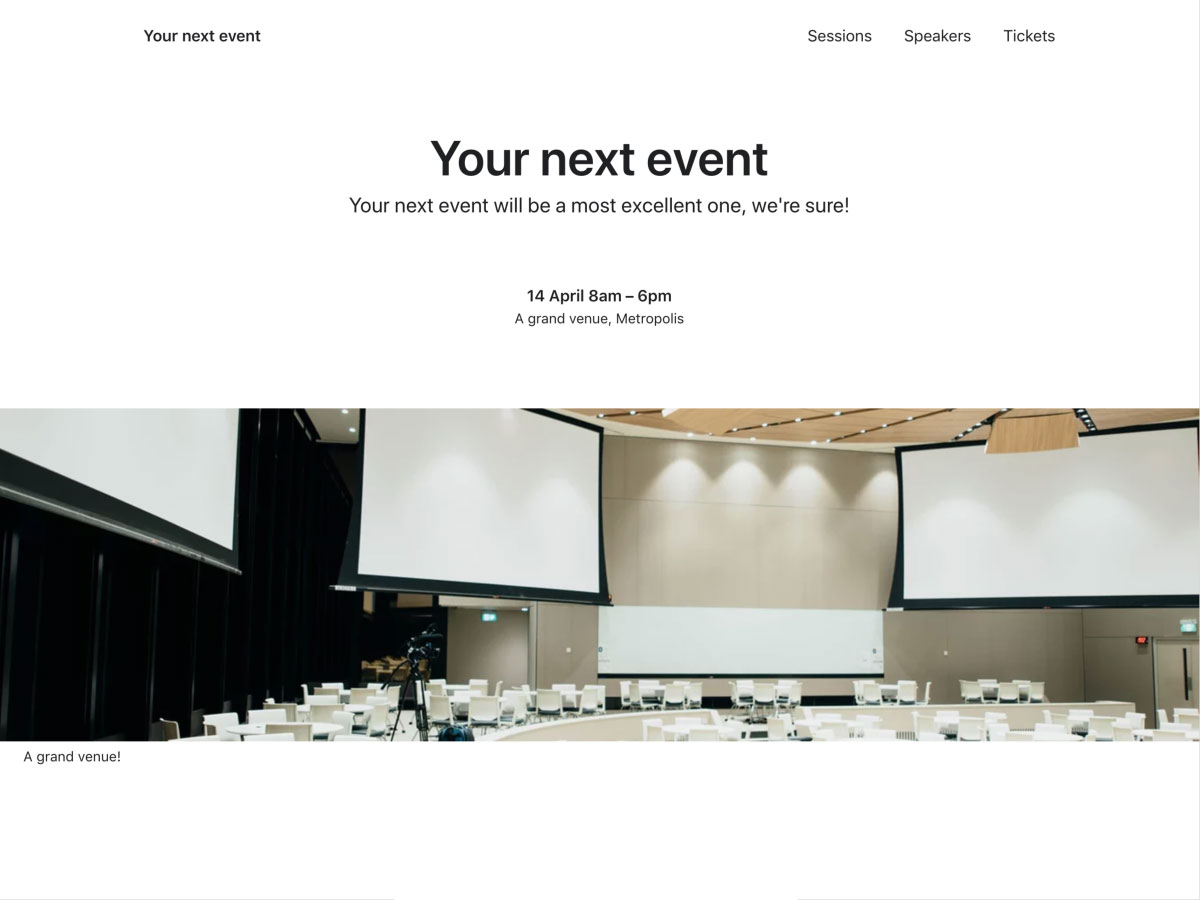 Your next event
Sessions Speakers Tickets
Your next event
Your next event will be a most excellent one, we're sure!
14 April 8am – 6pm
A grand venue, Metropolis
A grand venue!